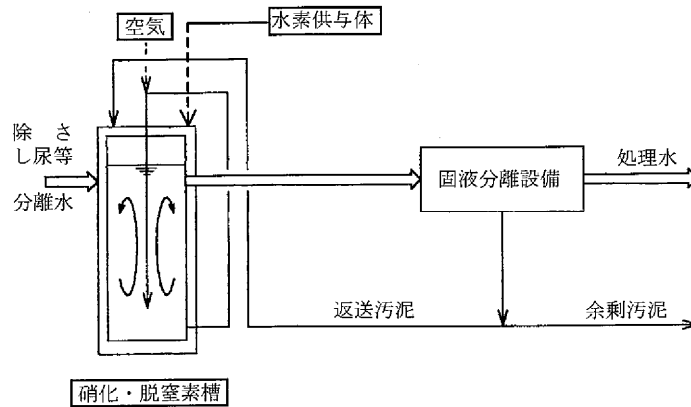 空気
水素供与体
除さ
し尿等
分離水
固液分離設備
処理水
返送汚泥
余剰汚泥
硝化・脱窒素槽